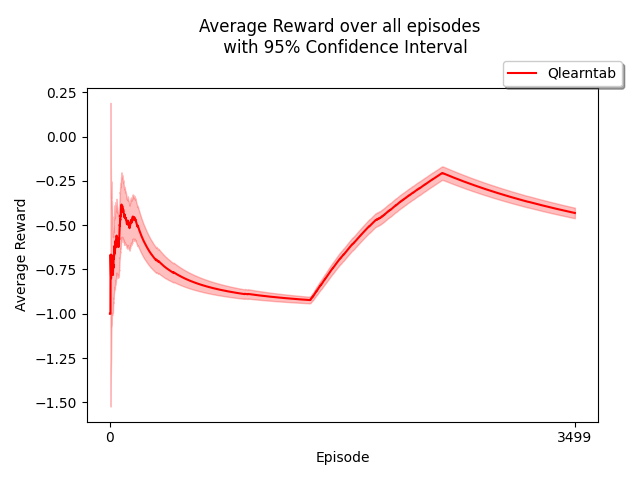 Average Reward over all episodes
with 95% Confidence Interval
Qlearntab
0.25
0.00
−0.25
−0.50
−0.75
−1.00
−1.25
−1.50
Average Reward
0
3499
Episode